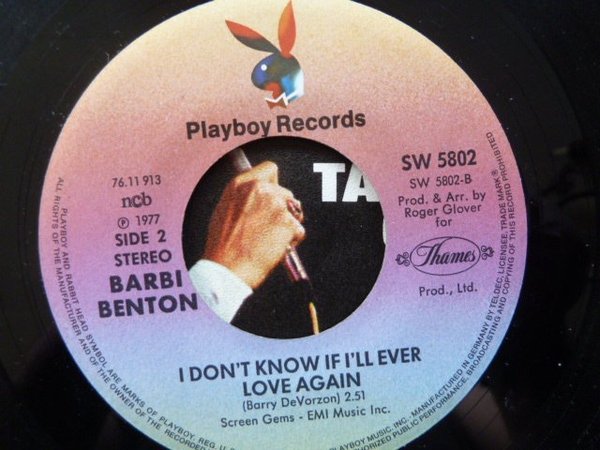 Playboy Records
76.11 913
ncb
Ⓟ 1977
SIDE 2
STEREO
BARBI
BENTON
TA
SW 5802
SW 5802-B
Prod. & Arr. by
Roger Glover
for
Thames
Prod., Ltd.
I DON'T KNOW IF I'LL EVER
LOVE AGAIN
(Barry DeVorzon) 2.51
Screen Gems - EMI Music Inc.
PLAYBOY AND RABBIT HEAD SYMBOL ARE MARKS OF PLAYBOY, REG. U.S.
ALL RIGHTS OF THE MANUFACTURER AND OF THE OWNER OF THE RECORDED
PLAYBOY MUSIC INC. - MANUFACTURED IN GERMANY BY TELDEC, LICENSEE, TRADE MARK
PUBLIC PERFORMANCE, BROADCASTING AND COPYING OF THIS RECORD PROHIBITED